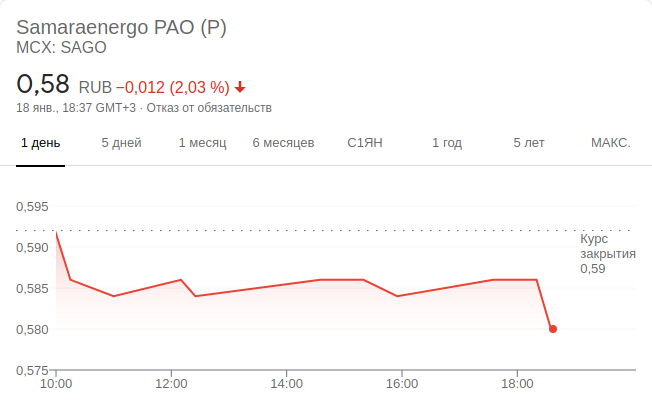 Samaraenergo PAO (P)
MCX: SAGO
0,58 RUB −0,012 (2,03 %)
18 янв., 18:37 GMT+3 · Отказ от обязательств
1 день 5 дней 1 месяц 6 месяцев С1ЯН 1 год 5 лет МАКС.
0,595
Курс
закрытия
0,59
0,590
0,585
0,580
0,575
10:00 12:00 14:00 16:00 18:00